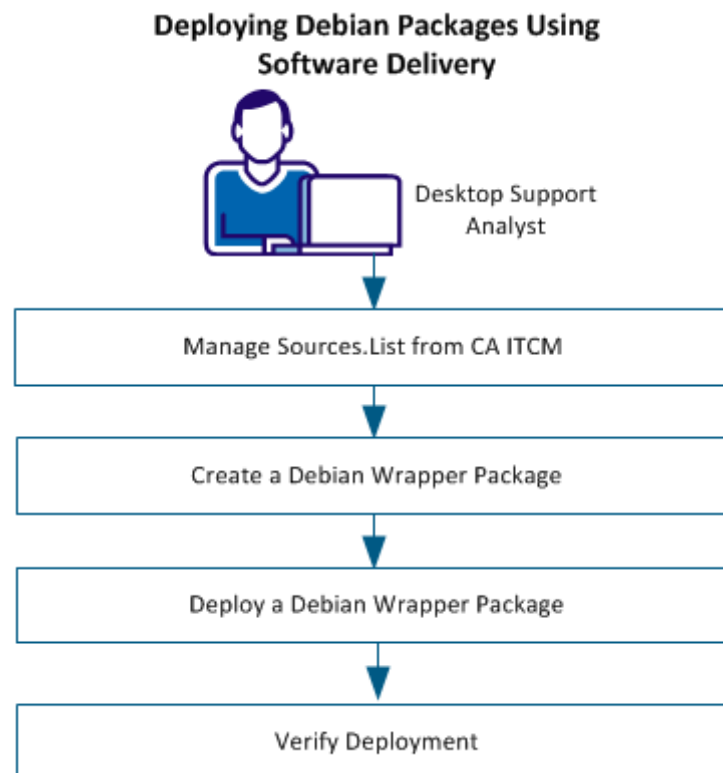 Deploying Debian Packages Using
Software Delivery
Desktop Support
Analyst
Manage Sources.List from CA ITCM
Create a Debian Wrapper Package
Deploy a Debian Wrapper Package
Verify Deployment